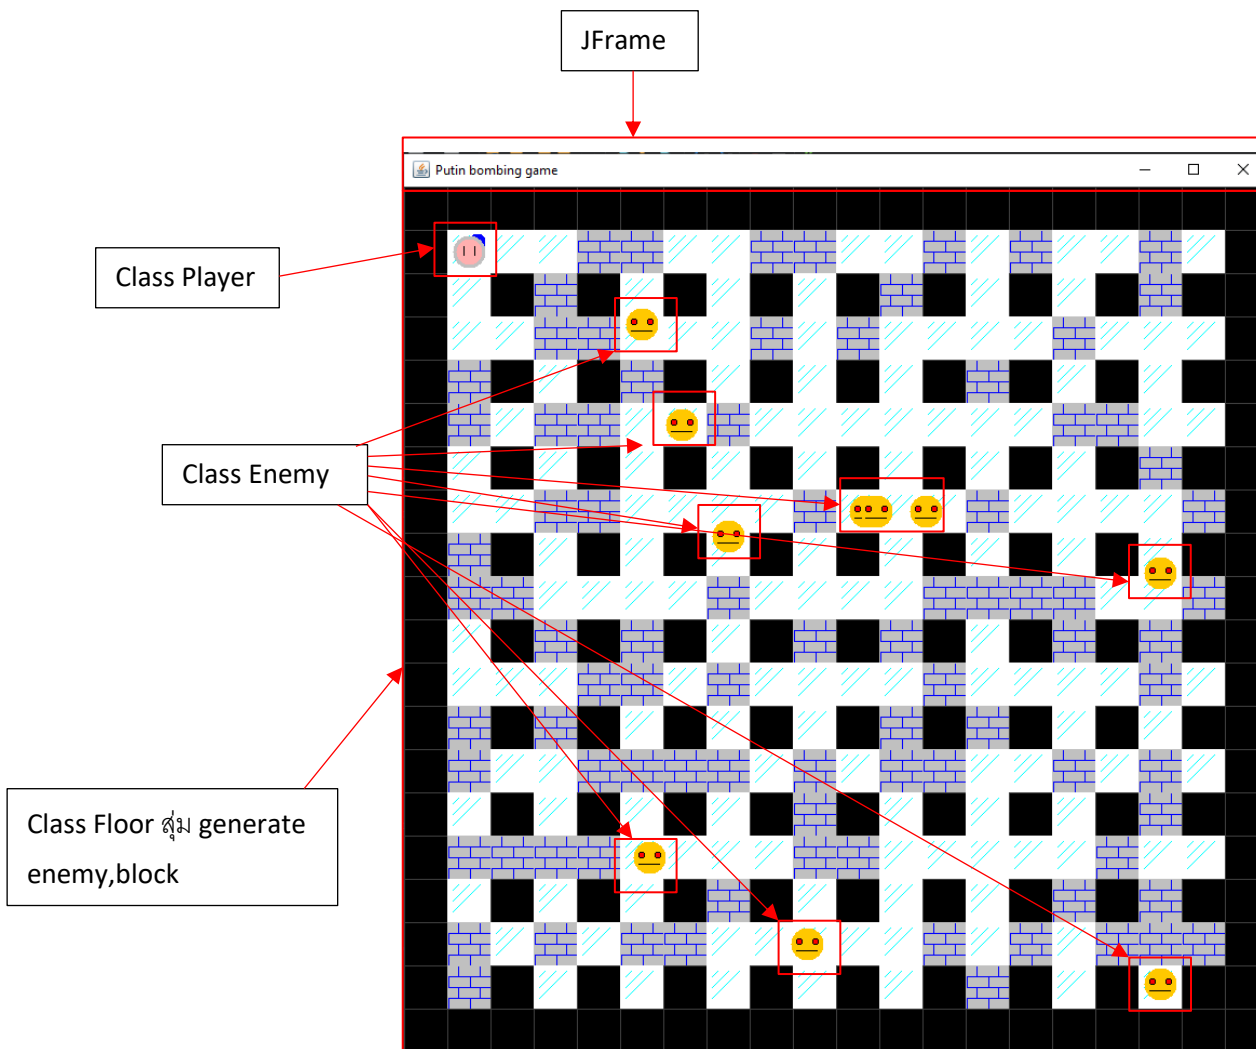 JFrame
Putin bombing game
Class Player
Class Enemy
Class Floor สุ่ม generate
enemy,block